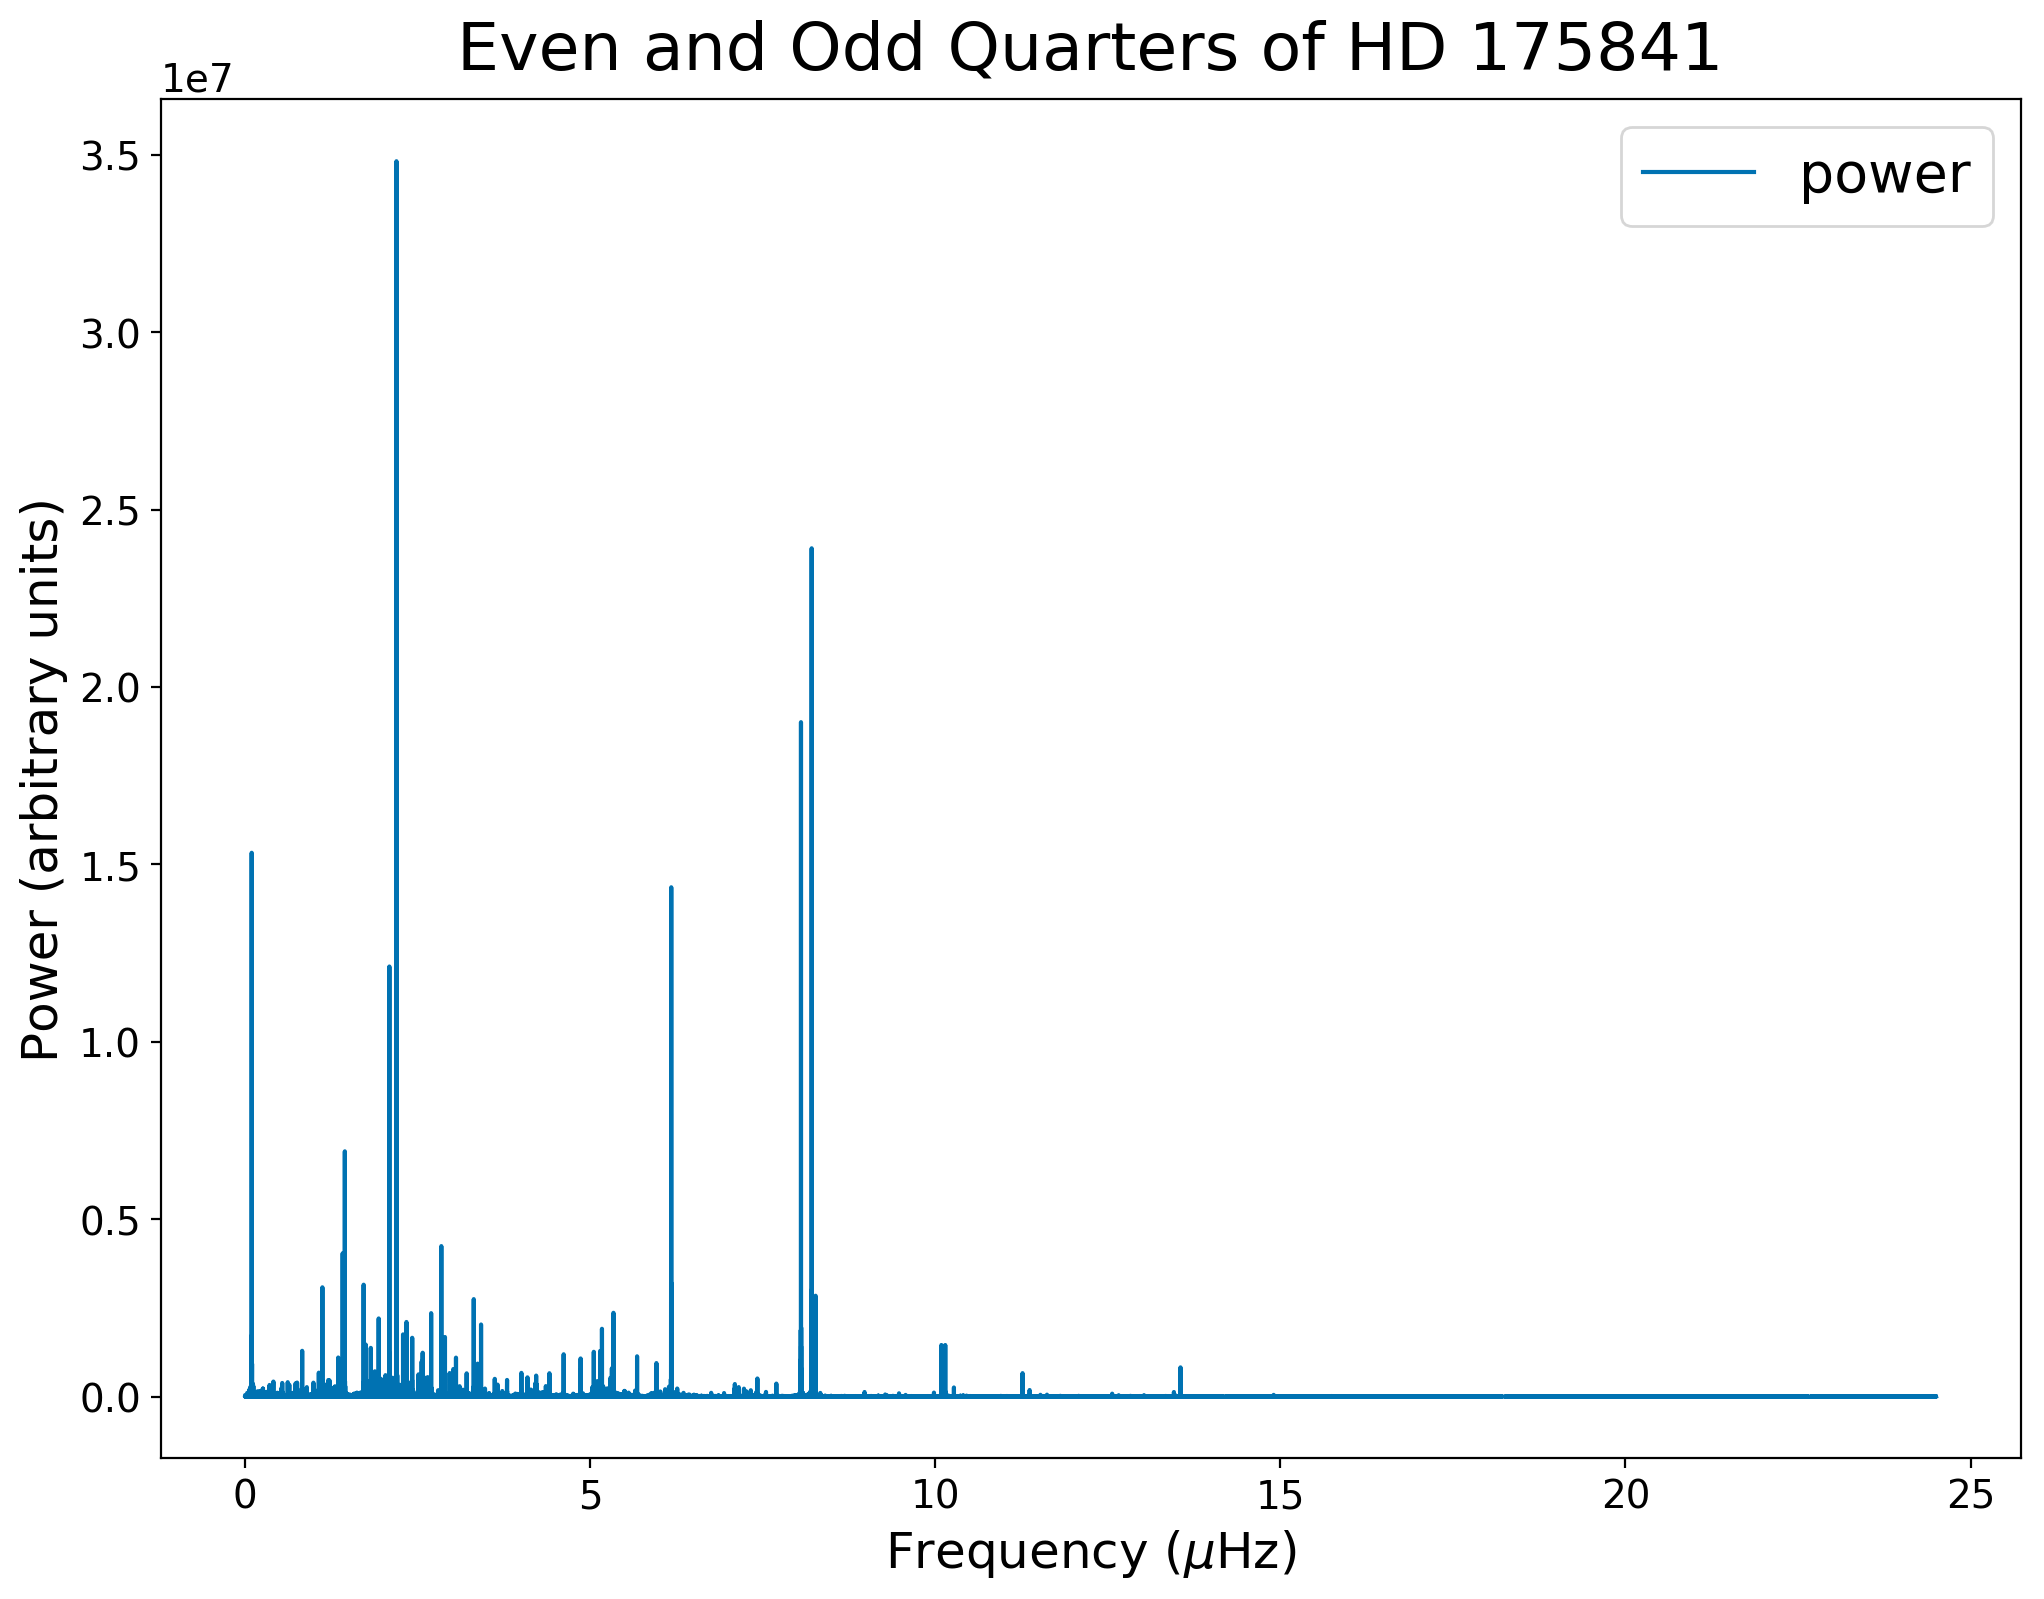 Even and Odd Quarters of HD 175841
1e7
power
3.5
3.0
2.5
2.0
1.5
1.0
0.5
0.0
Power (arbitrary units)
0 5 10 15 20 25
Frequency (μHz)